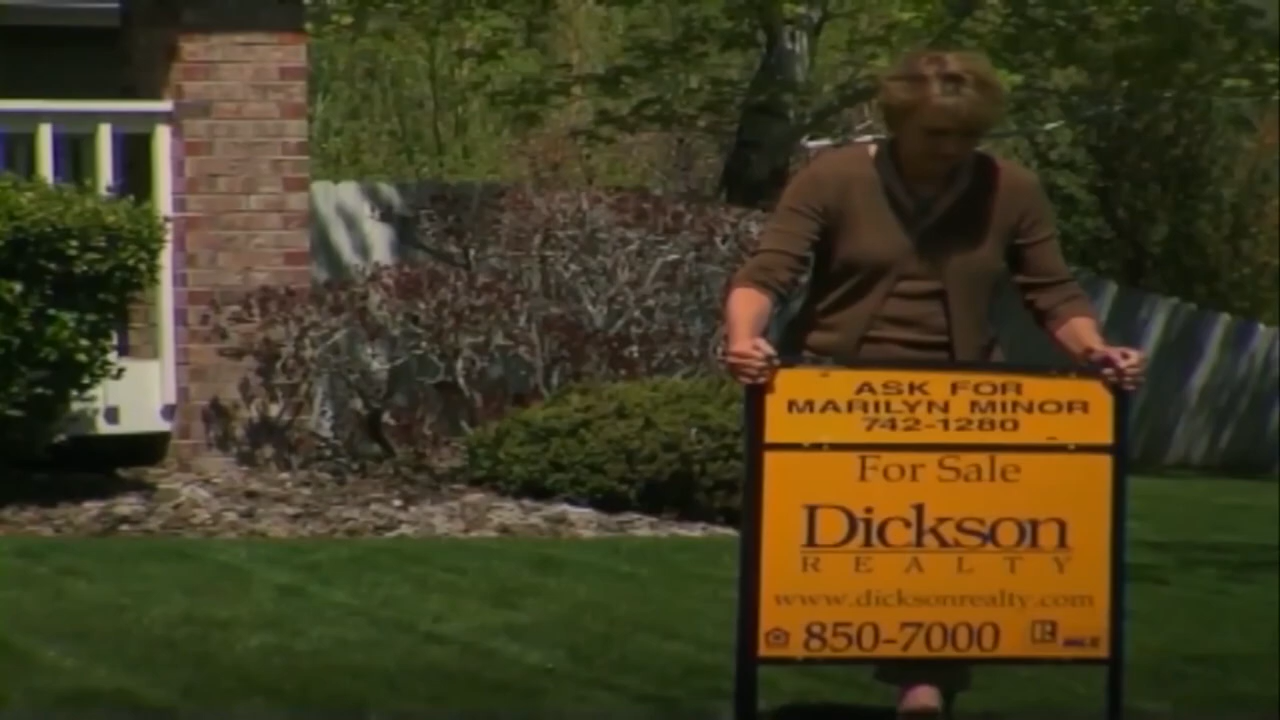 ASK FOR
MARILYN MINOR
742-1280
For Sale
Dickson
REALTY
www.dicksonrealty.com
850-7000